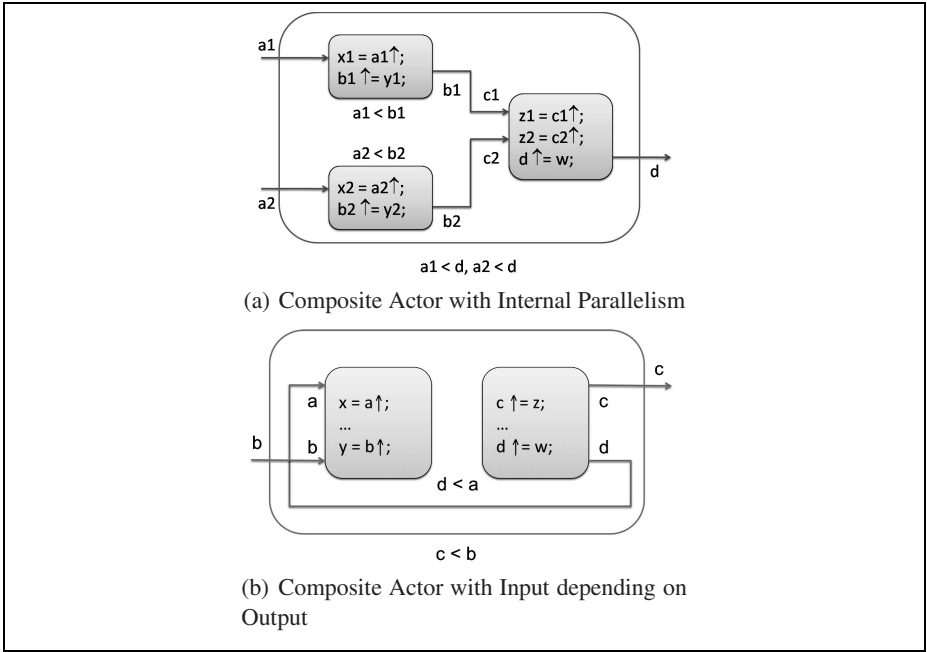 a1
x1 = a1↑;
b1 ↑= y1;
b1
a1 < b1
c1
z1 = c1↑;
z2 = c2↑;
d ↑= w;
a2 < b2
c2
d
a2
x2 = a2↑;
b2 ↑= y2;
b2
a1 < d, a2 < d
(a) Composite Actor with Internal Parallelism
c
a
x = a↑;
...
y = b↑;
c ↑= z;
...
d ↑= w;
c
b
b
d
d < a
c < b
(b) Composite Actor with Input depending on
Output